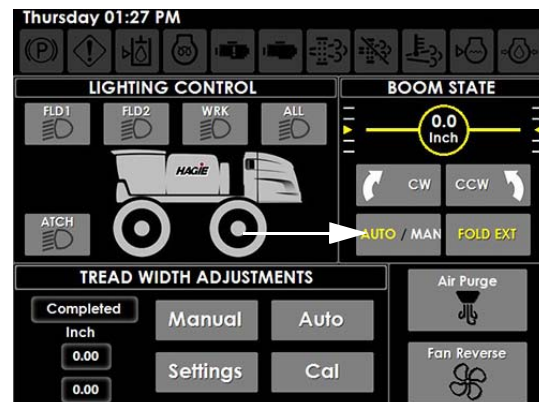 Thursday 01:27 PM
(P)
LIGHTING CONTROL
FLD1 FLD2 WRK ALL
HAGIE
ATCH
BOOM STATE
0.0
Inch
CW CCW
AUTO / MAN FOLD EXT
TREAD WIDTH ADJUSTMENTS
Completed
Inch
0.00
0.00
Manual Auto
Settings Cal
Air Purge
Fan Reverse